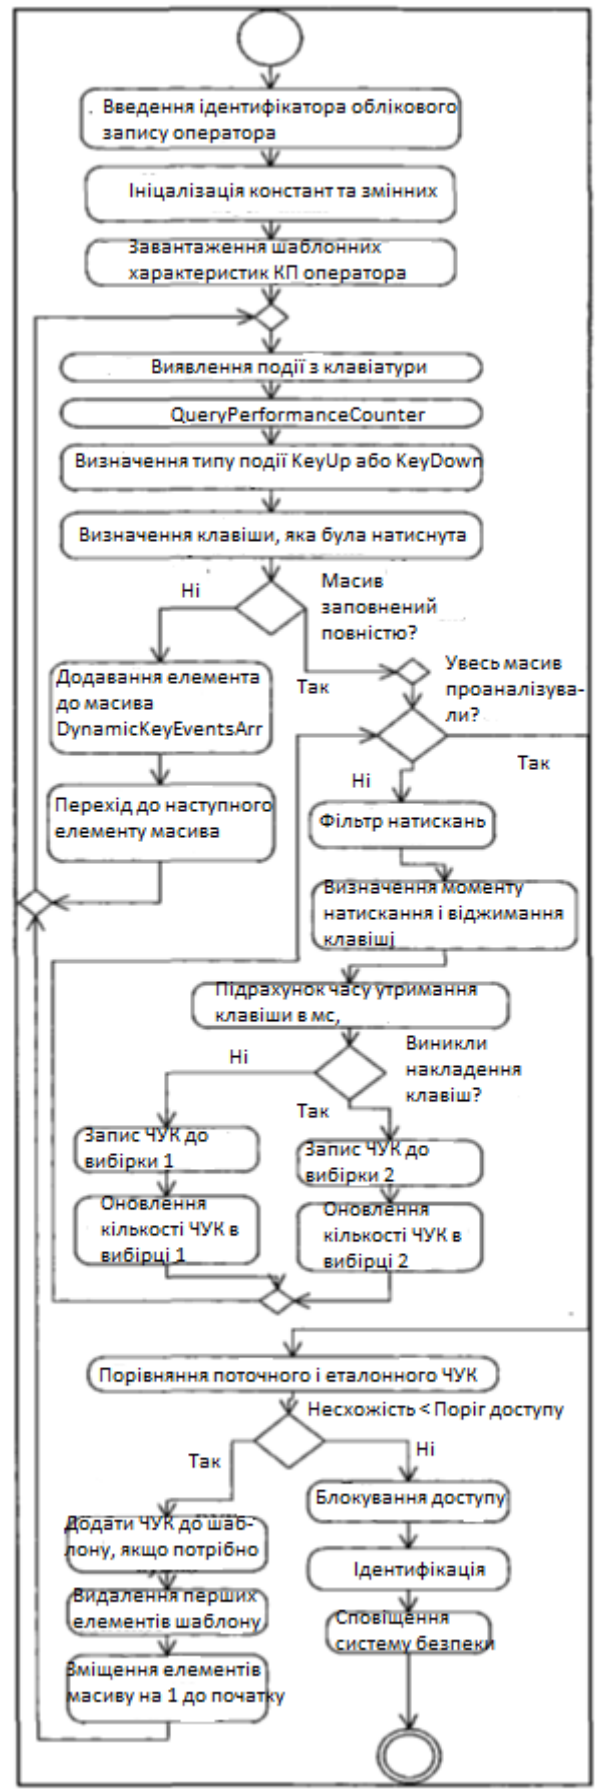 Введення ідентифікатора облікового
запису оператора
Ініцалізація констант та змінних
Завантаження шаблонних
характеристик КП оператора
Виявлення події з клавіатури
QueryPerformanceCounter
Визначення типу події KeyUp або KeyDown
Визначення клавіши, яка була натиснута
Ні
Масив
заповнений
повністю?
Додавання елемента
до масива
DynamicKeyEventsArr
Так
Увесь масив
проаналізува-
ли?
Так
Перехід до наступного
елементу масива
Ні
Фільтр натискань
Визначення моменту
натискання і віджимання
клавіші
Підрахунок часу утримання
клавіши в мс,
Ні
Виникли
накладення
клавіш?
Так
Запис ЧУК до
вибірки 1
Запис ЧУК до
вибірки 2
Оновлення
кількості ЧУК в
вибірці 1
Оновлення
кількості ЧУК в
вибірці 2
Порівняння поточного і еталонного ЧУК
Несхожість < Поріг доступу
Так
Ні
Додати ЧУК до шаб-
лону, якщо потрібно
Блокування доступу
Видалення перших
елементів шаблону
Ідентифікація
Зміщення елементів
масиву на 1 до початку
Сповіщення
систему безпеки